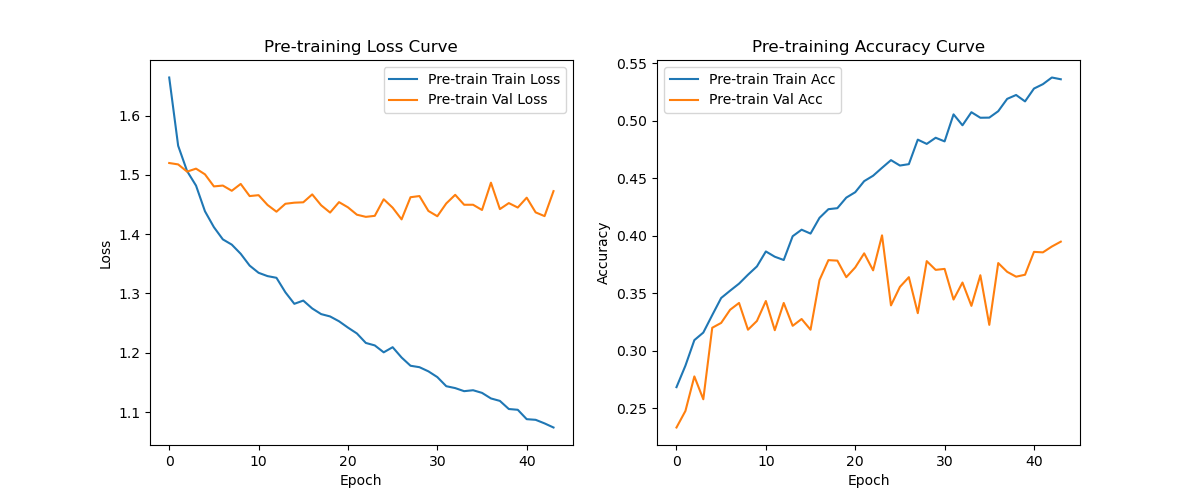 Pre-training Loss Curve
Pre-train Train Loss
Pre-train Val Loss
1.6
1.5
1.4
1.3
1.2
1.1
Loss
0
10
20
30
40
Epoch
Pre-training Accuracy Curve
Pre-train Train Acc
Pre-train Val Acc
0.55
0.50
0.45
0.40
0.35
0.30
0.25
Accuracy
0
10
20
30
40
Epoch